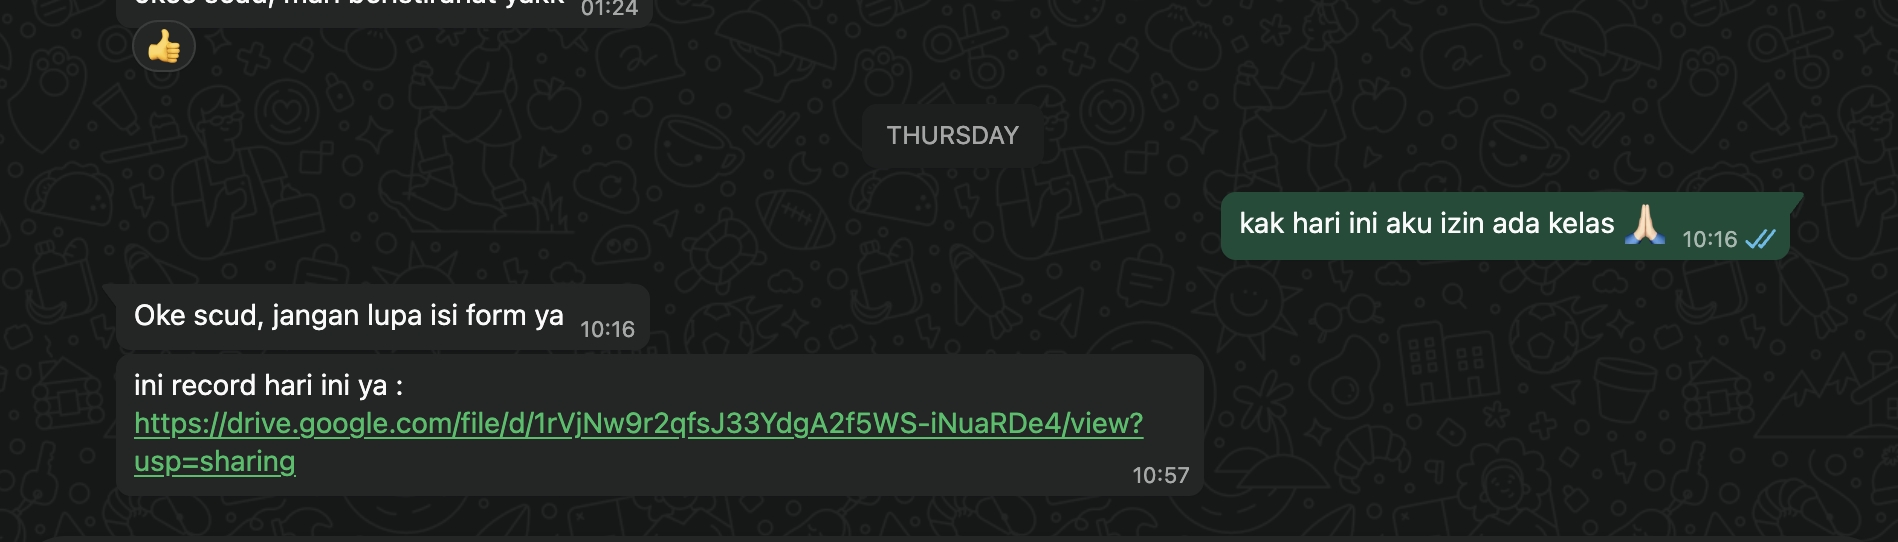 01:24
THURSDAY
kak hari ini aku izin ada kelas 🙏🏻 10:16
Oke scud, jangan lupa isi form ya 10:16
ini record hari ini ya :
https://drive.google.com/file/d/1rVjNw9r2qfsJ33YdgA2f5WS-iNuaRDe4/view?
usp=sharing
10:57